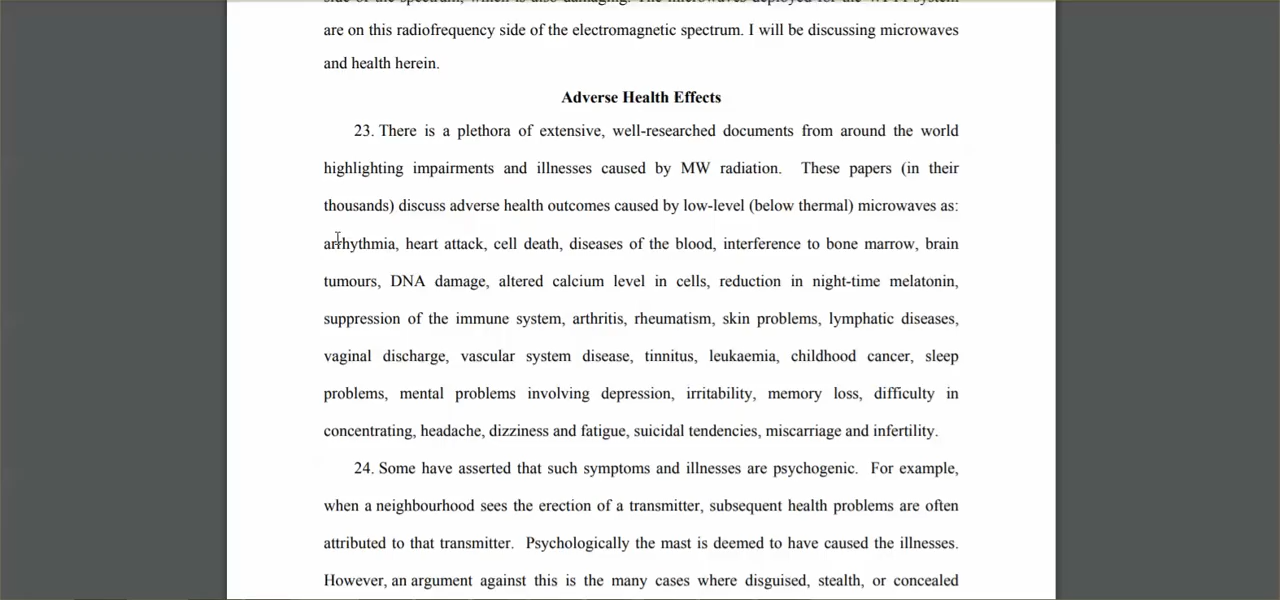 are on this radiofrequency side of the electromagnetic spectrum. I will be discussing microwaves
and health herein.
Adverse Health Effects
23. There is a plethora of extensive, well-researched documents from around the world
highlighting impairments and illnesses caused by MW radiation. These papers (in their
thousands) discuss adverse health outcomes caused by low-level (below thermal) microwaves as:
arrhythmia, heart attack, cell death, diseases of the blood, interference to bone marrow, brain
tumours, DNA damage, altered calcium level in cells, reduction in night-time melatonin,
suppression of the immune system, arthritis, rheumatism, skin problems, lymphatic diseases,
vaginal discharge, vascular system disease, tinnitus, leukaemia, childhood cancer, sleep
problems, mental problems involving depression, irritability, memory loss, difficulty in
concentrating, headache, dizziness and fatigue, suicidal tendencies, miscarriage and infertility.
24. Some have asserted that such symptoms and illnesses are psychogenic. For example,
when a neighbourhood sees the erection of a transmitter, subsequent health problems are often
attributed to that transmitter. Psychologically the mast is deemed to have caused the illnesses.
However, an argument against this is the many cases where disguised, stealth, or concealed